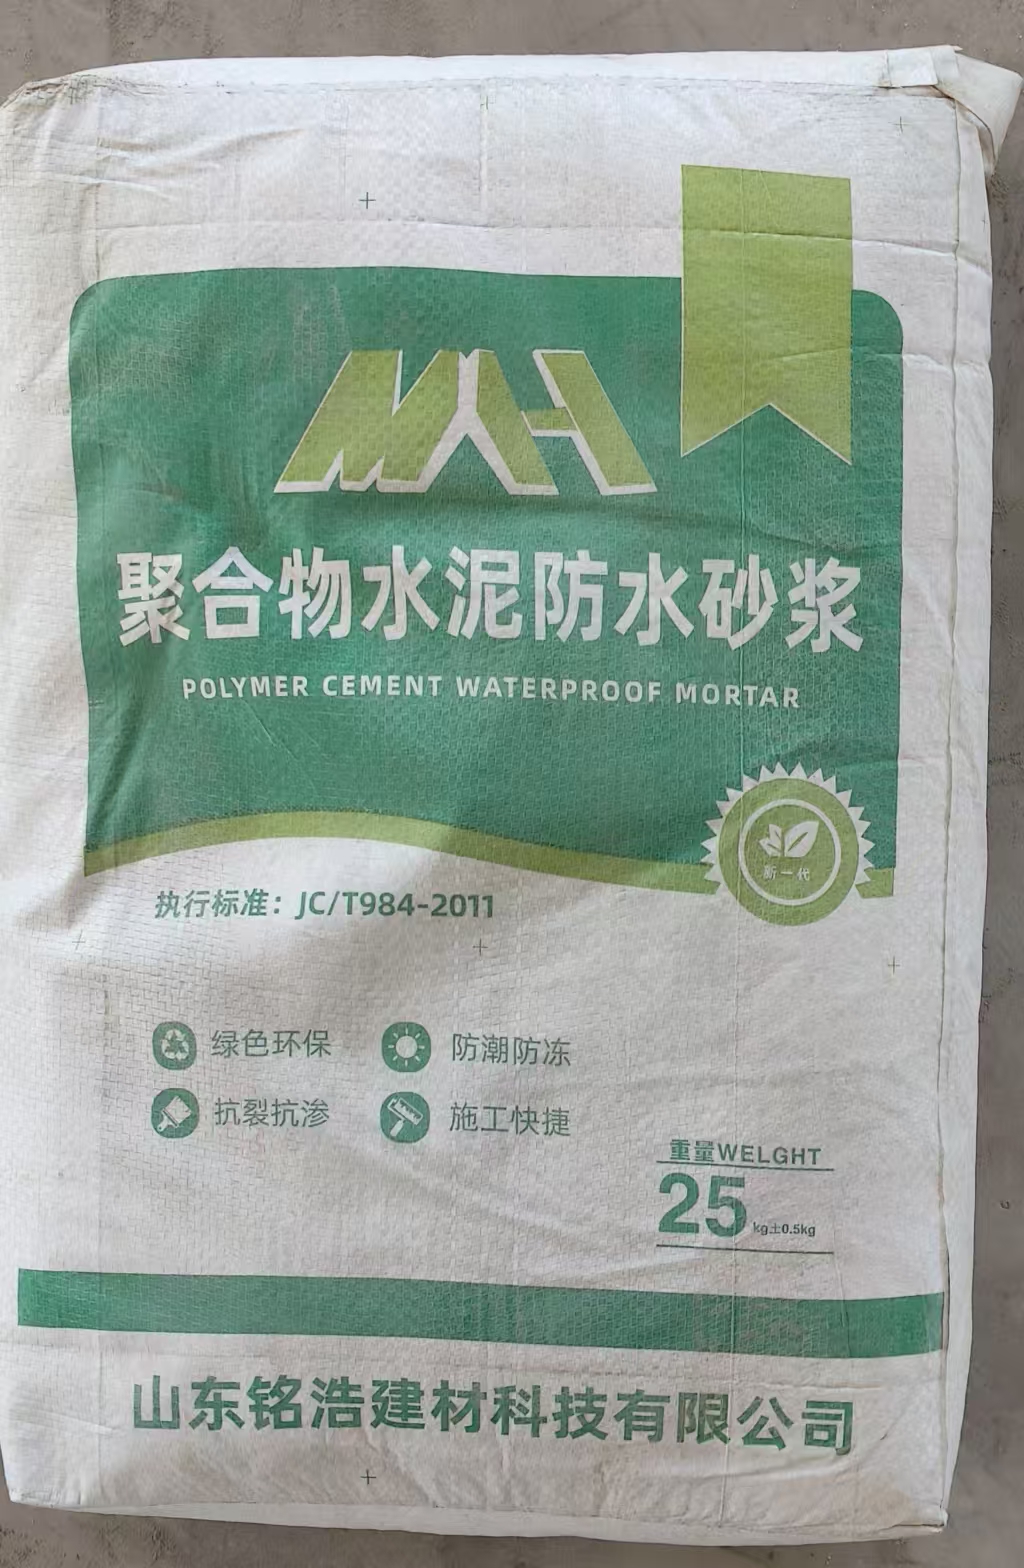 MH
聚合物水泥防水砂浆
POLYMER CEMENT WATERPROOF MORTAR
新一代
执行标准：JC/T984-2011
绿色环保
防潮防冻
抗裂抗渗
施工快捷
重量WELGHT
25kg±0.5kg
山东铭浩建材科技有限公司